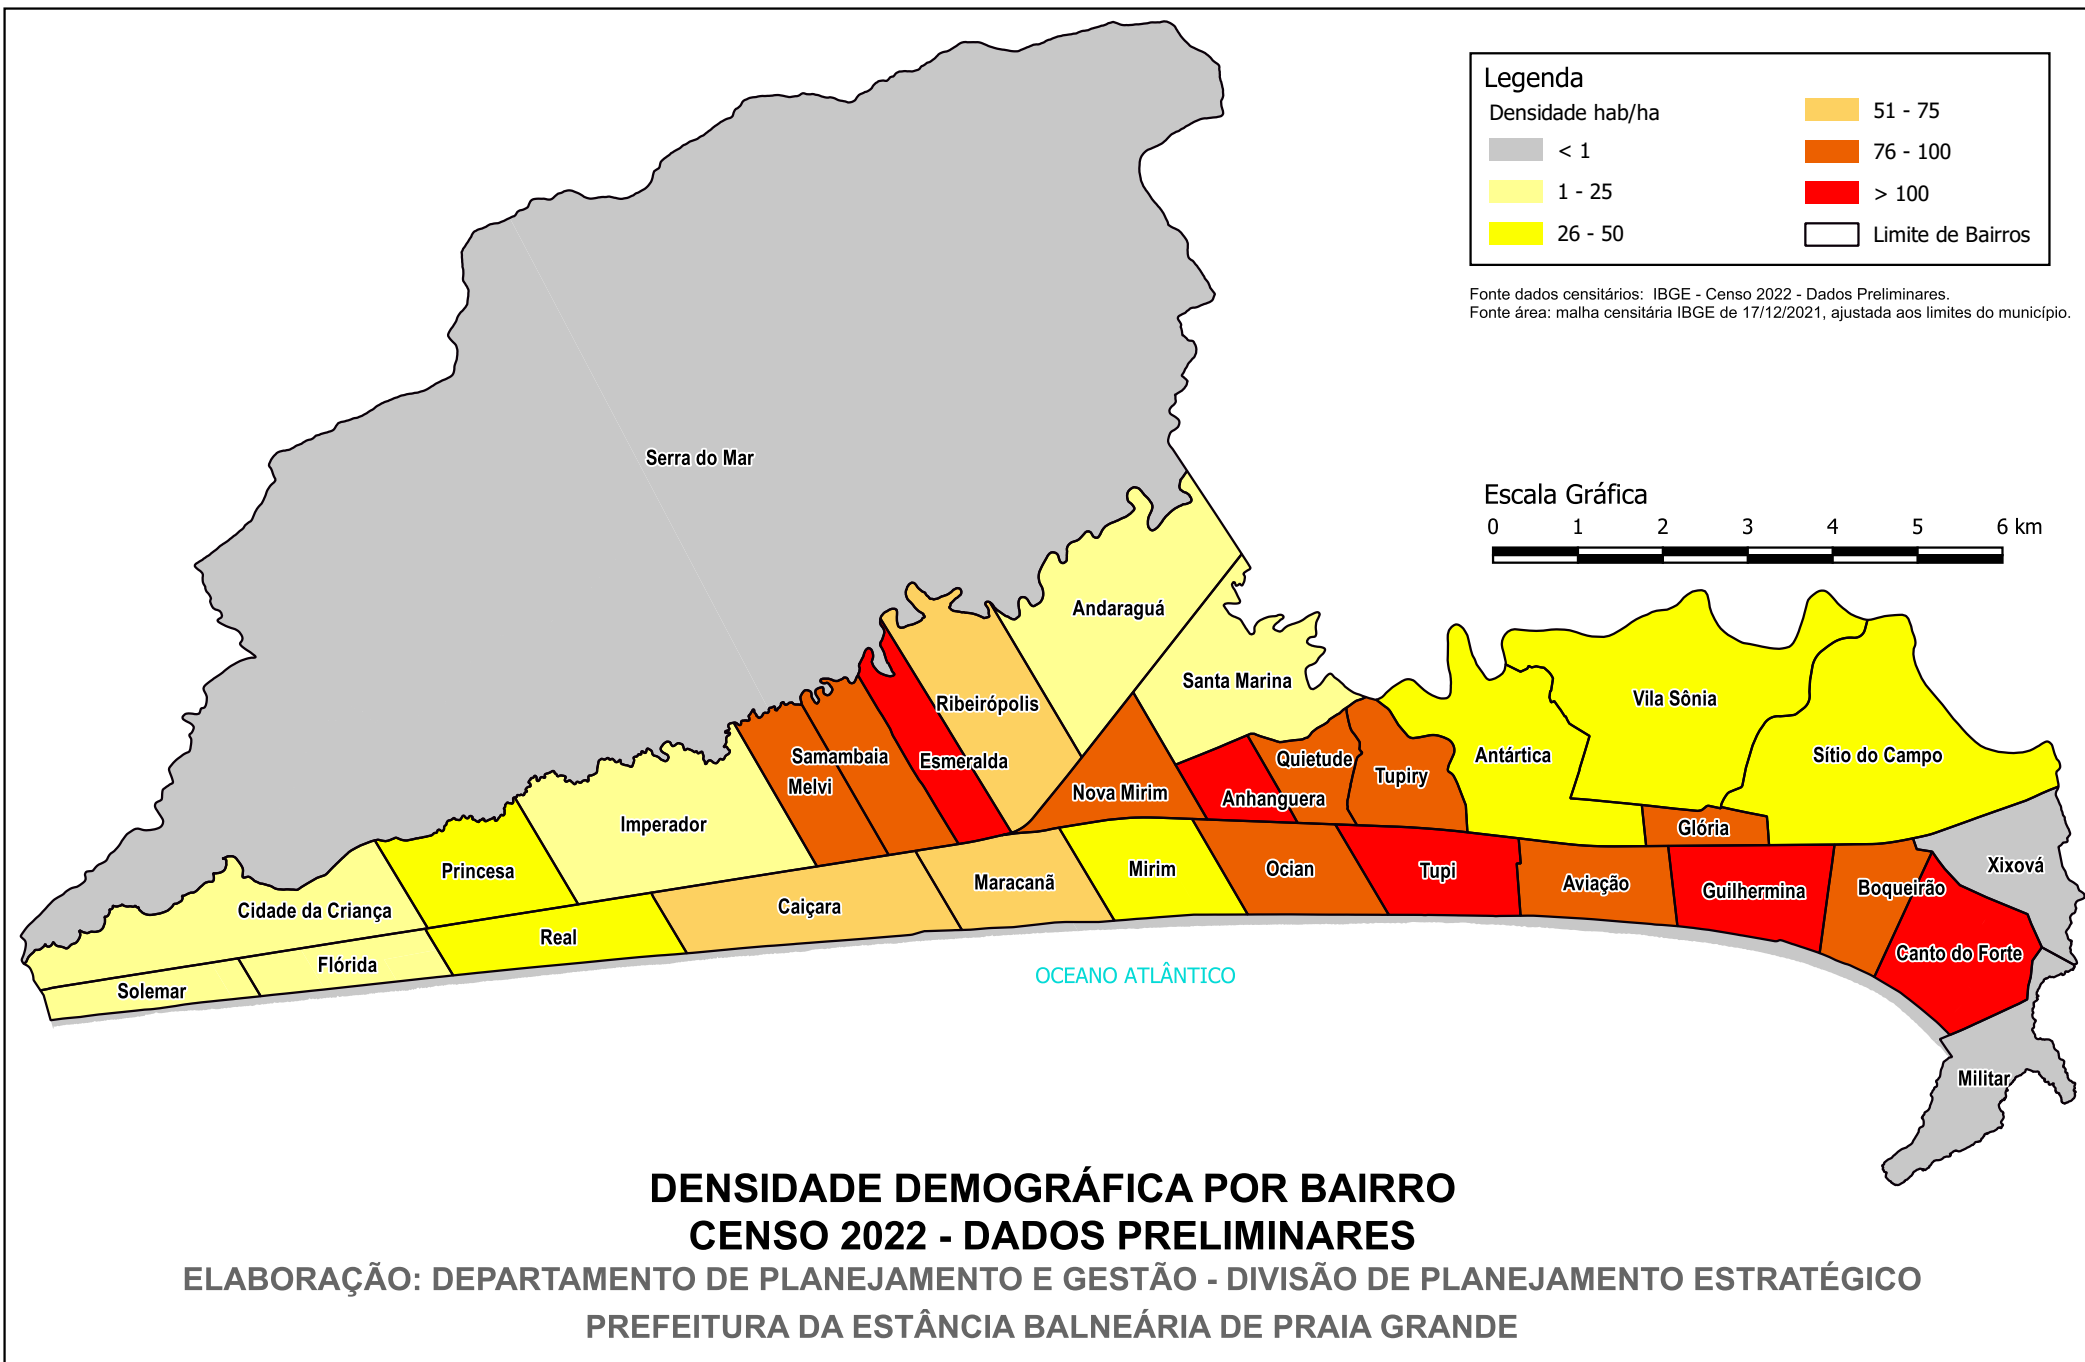 Legenda
Densidade hab/ha
< 1
1 - 25
26 - 50
51 - 75
76 - 100
> 100
Limite de Bairros
Fonte dados censitários: IBGE - Censo 2022 - Dados Preliminares.
Fonte área: malha censitária IBGE de 17/12/2021, ajustada aos limites do município.
Serra do Mar
Escala Gráfica
0 1 2 3 4 5 6 km
Andaraguá
Santa Marina
Vila Sônia
Ribeirópolis
Antártica
Sítio do Campo
Samambaia
Esmeralda
Quietude
Tupiry
Melvi
Nova Mirim
Anhanguera
Imperador
Glória
Princesa
Mirim
Ocian
Tupi
Aviação
Guilhermina
Boqueirão
Xixová
Maracanã
Caiçara
Cidade da Criança
Real
Flórida
Canto do Forte
Solemar
OCEANO ATLÂNTICO
Militar
DENSIDADE DEMOGRÁFICA POR BAIRRO
CENSO 2022 - DADOS PRELIMINARES
ELABORAÇÃO: DEPARTAMENTO DE PLANEJAMENTO E GESTÃO - DIVISÃO DE PLANEJAMENTO ESTRATÉGICO
PREFEITURA DA ESTÂNCIA BALNEÁRIA DE PRAIA GRANDE